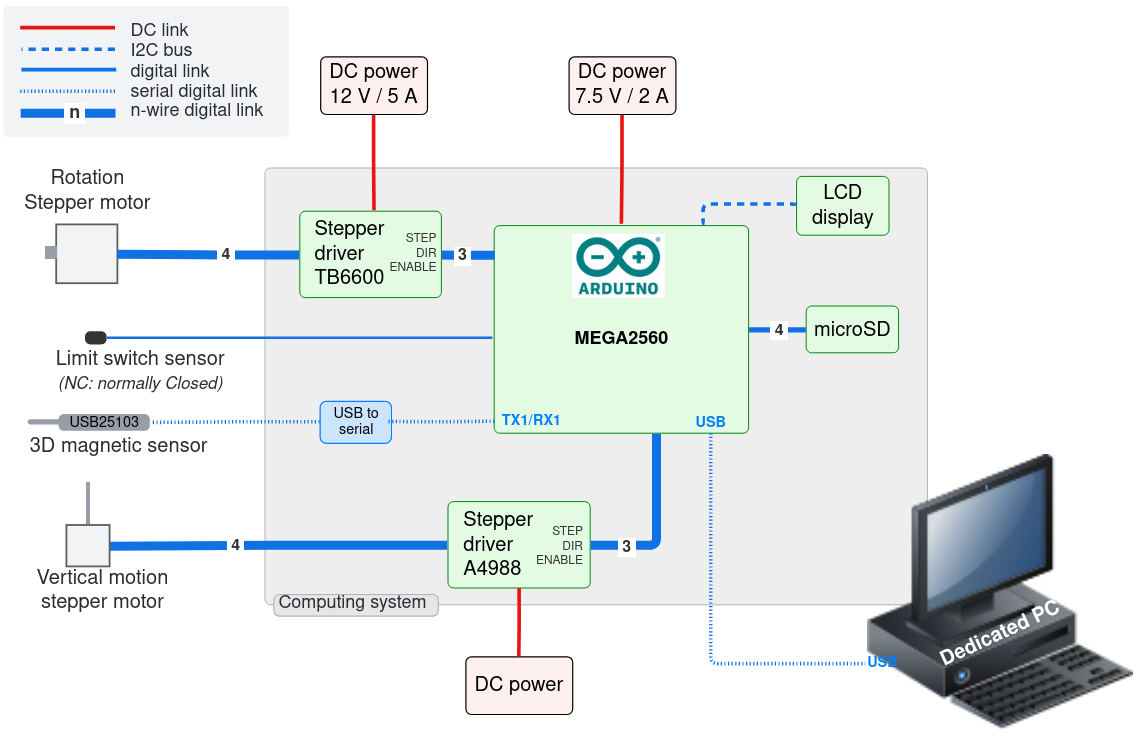 DC link
I2C bus
digital link
serial digital link
n
n-wire digital link
DC power
12 V / 5 A
DC power
7.5 V / 2 A
Rotation
Stepper motor
4
Stepper
driver
TB6600
STEP
DIR
ENABLE
3
ARDUINO
MEGA2560
LCD
display
4
microSD
Limit switch sensor
(NC: normally Closed)
USB25103
3D magnetic sensor
USB to
serial
TX1/RX1
USB
4
Vertical motion
stepper motor
Stepper
driver
A4988
STEP
DIR
ENABLE
3
Computing system
DC power
USB
Dedicated PC